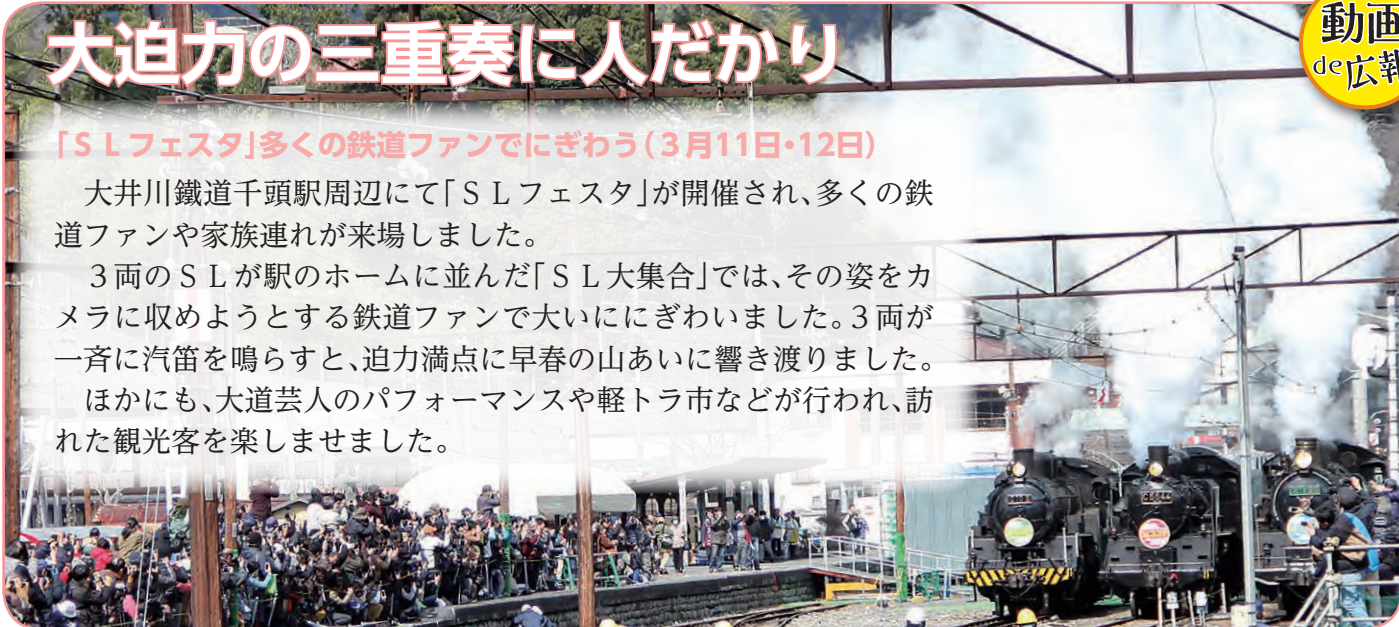 大迫力の三重奏に人だかり
動画
de広報
「ＳＬフェスタ」多くの鉄道ファンでにぎわう（３月11日・12日）
　大井川鐵道千頭駅周辺にて「ＳＬフェスタ」が開催され、多くの鉄
道ファンや家族連れが来場しました。
　３両のＳＬが駅のホームに並んだ「ＳＬ大集合」では、その姿をカ
メラに収めようとする鉄道ファンで大いににぎわいました。３両が
一斉に汽笛を鳴らすと、迫力満点に早春の山あいに響き渡りました。
　ほかにも、大道芸人のパフォーマンスや軽トラ市などが行われ、訪
れた観光客を楽しませました。